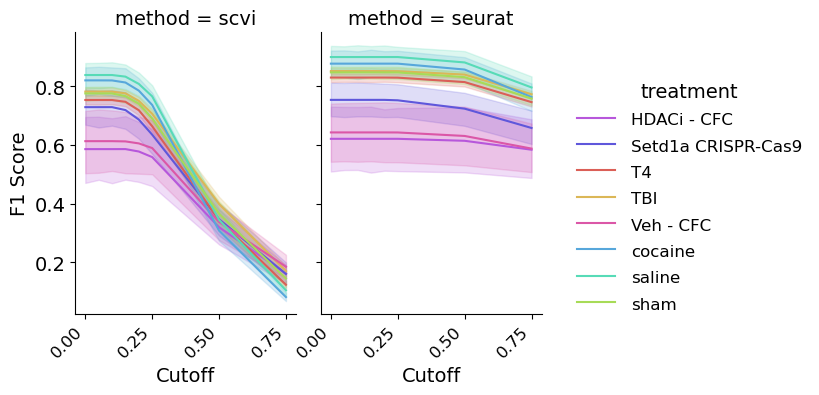 method = scvi
method = seurat
F1 Score
0.8
0.6
0.4
0.2
0.00
0.25
0.50
0.75
Cutoff
0.00
0.25
0.50
0.75
Cutoff
treatment
HDACi - CFC
Setd1a CRISPR-Cas9
T4
TBI
Veh - CFC
cocaine
saline
sham